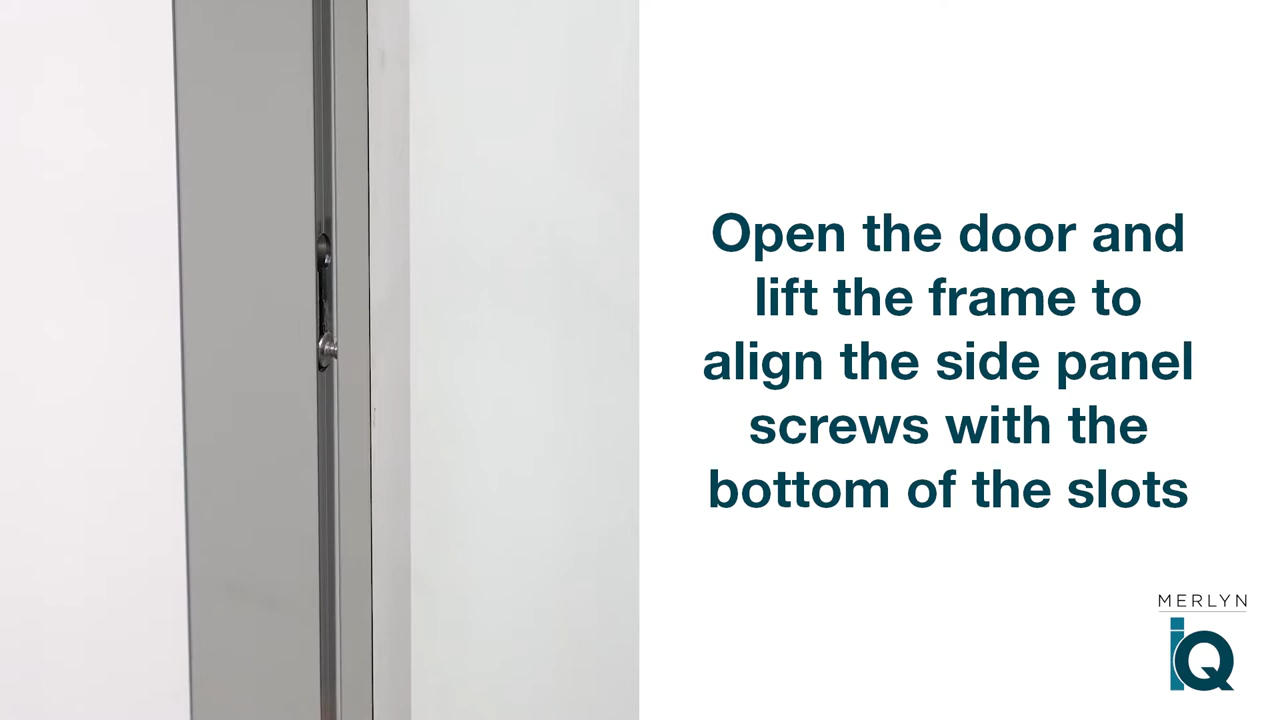 Open the door and
lift the frame to
align the side panel
screws with the
bottom of the slots
MERLYN
iQ